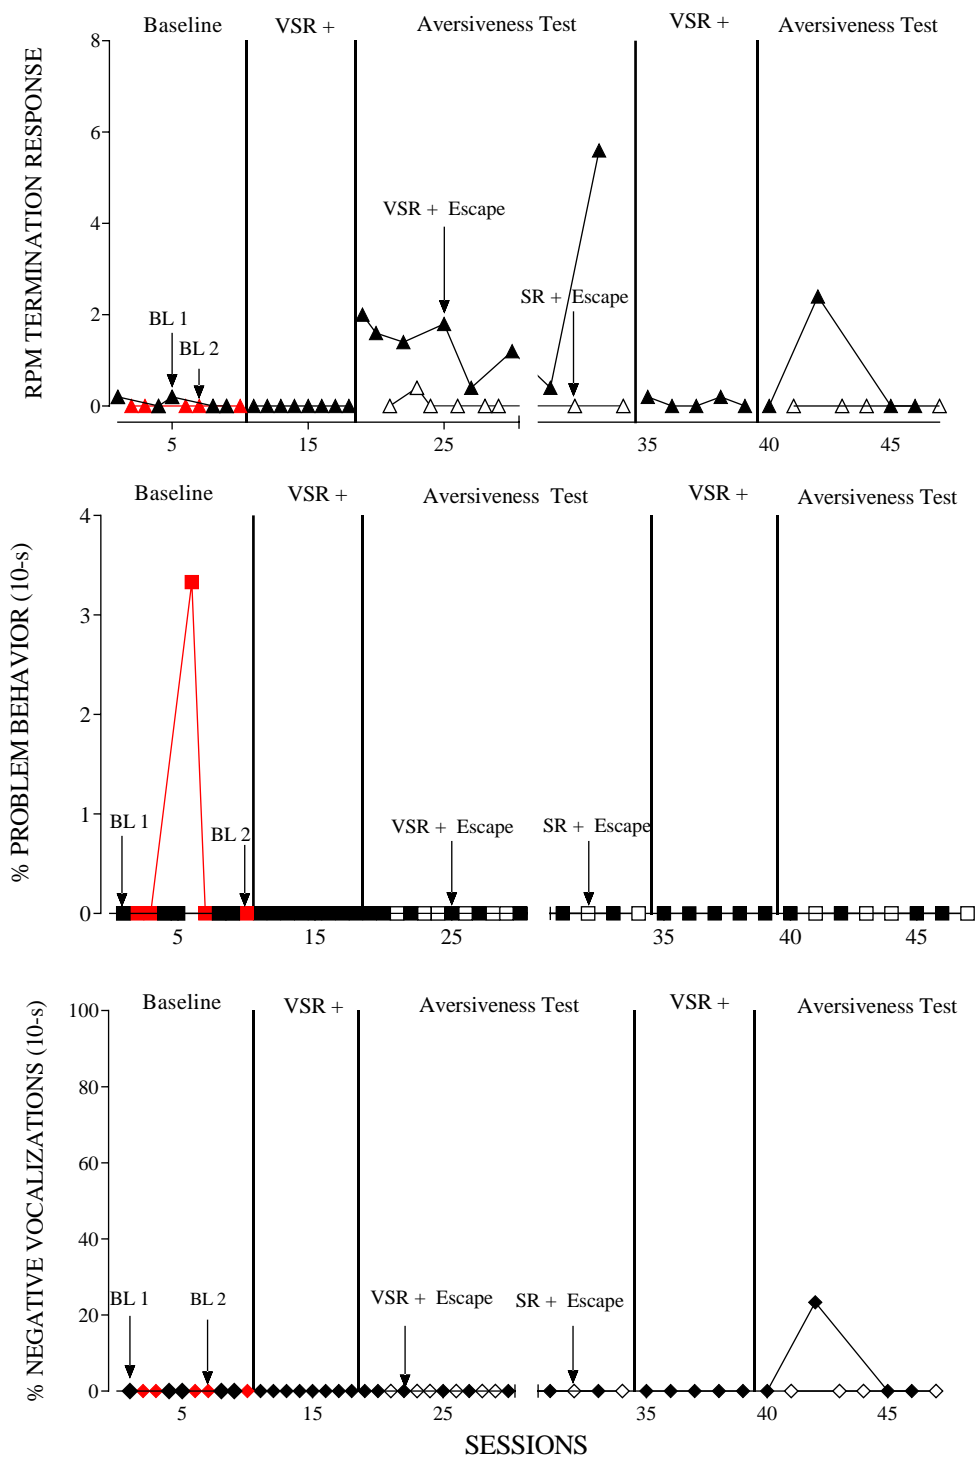 Baseline VSR + Aversiveness Test VSR + Aversiveness Test
RPM TERMINATION RESPONSE
8
6
4
2
0
VSR + Escape
SR + Escape
BL 1
BL 2
5 15 25 35 40 45
Baseline VSR + Aversiveness Test VSR + Aversiveness Test
% PROBLEM BEHAVIOR (10-s)
4
3
2
1
0
BL 1
BL 2
VSR + Escape
SR + Escape
5 15 25 35 40 45
Baseline VSR + Aversiveness Test VSR + Aversiveness Test
% NEGATIVE VOCALIZATIONS (10-s)
100
80
60
40
20
0
BL 1
BL 2
VSR + Escape
SR + Escape
5 15 25 35 40 45
SESSIONS